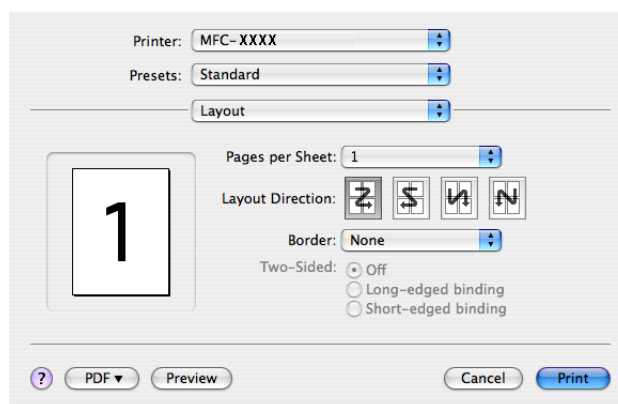 Printer: MFC-XXXX
Presets: Standard
Layout
Pages per Sheet: 1
1
Layout Direction:
Border: None
Two-Sided: Off
Long-edged binding
Short-edged binding
? PDF▼ Preview Cancel Print